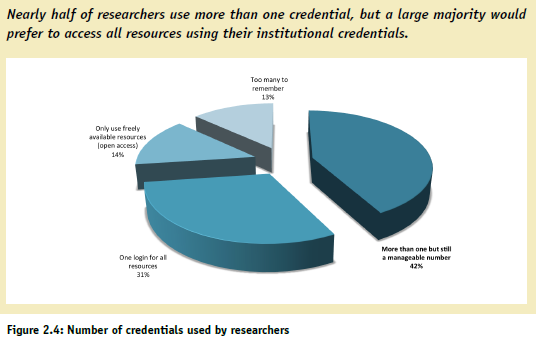 Nearly half of researchers use more than one credential, but a large majority would
prefer to access all resources using their institutional credentials.
Too many to
remember
13%
Only use freely
available resources
(open access)
14%
One login for all
resources
31%
More than one but still
a manageable number
42%
Figure 2.4: Number of credentials used by researchers